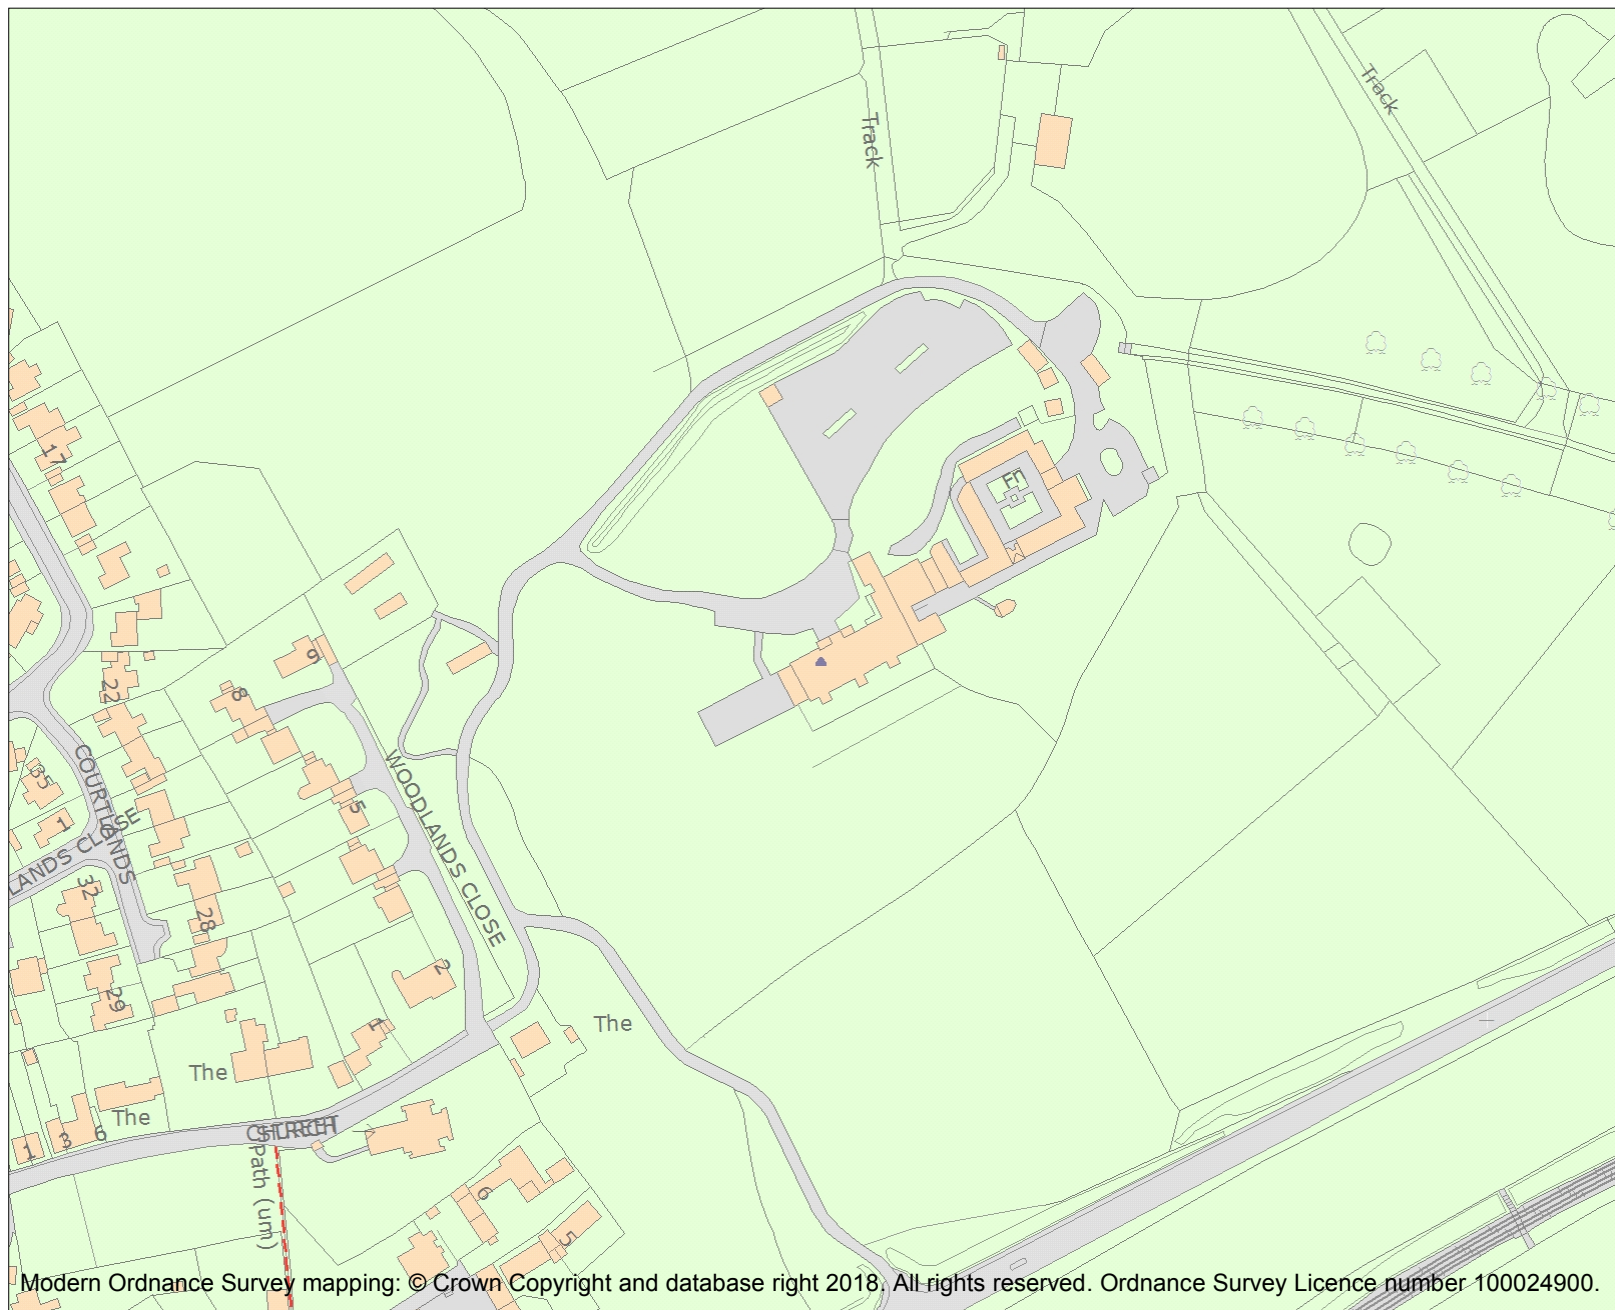 Track
Track
Fn
17
9
8
22
COURTLANDS
35
5
1
LANDS CLOSE
WOODLANDS CLOSE
32
28
2
29
1
The
The
The
1
3
6
CHURCH
STREET
Path (um)
6
5
Modern Ordnance Survey mapping: © Crown Copyright and database right 2018. All rights reserved. Ordnance Survey Licence number 100024900.